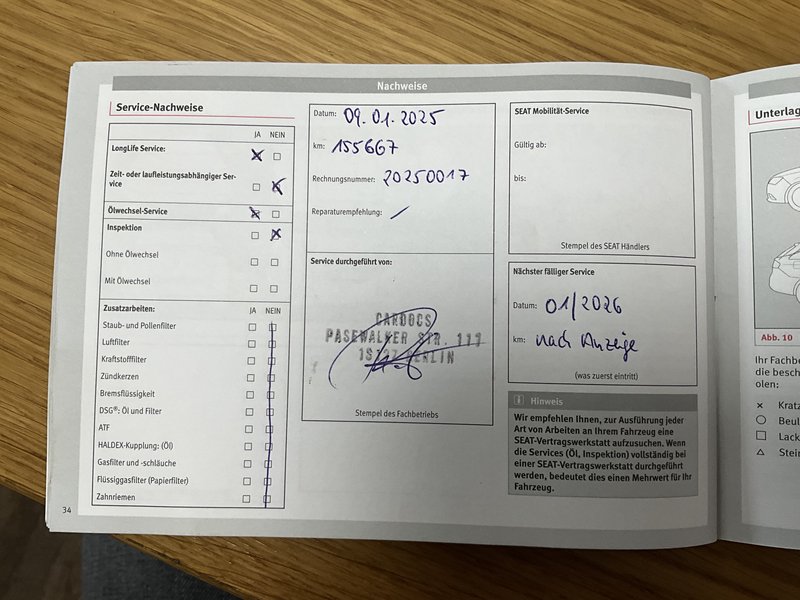 Nachweise
Service-Nachweise
JA NEIN
LongLife Service:
Zeit- oder laufleistungsabhängiger Ser-
vice
Ölwechsel-Service
Inspektion
Ohne Ölwechsel
Mit Ölwechsel
Zusatzarbeiten: JA NEIN
Staub- und Pollenfilter
Luftfilter
Kraftstofffilter
Zündkerzen
Bremsflüssigkeit
DSG®: Öl und Filter
ATF
HALDEX-Kupplung: (Öl)
Gasfilter und -schläuche
Flüssiggasfilter (Papierfilter)
Zahnriemen
34
Datum: 09.01.2025
km: 155667
Rechnungsnummer: 20250017
Reparaturempfehlung: /
Service durchgeführt von:
CARDOCS
PASEWALKER STR. 111
BERLIN
Stempel des Fachbetriebs
SEAT Mobilität-Service
Gültig ab:
bis:
Stempel des SEAT Händlers
Nächster fälliger Service
Datum: 01/2026
km: nach Anzeige
(was zuerst eintritt)
Hinweis
Wir empfehlen Ihnen, zur Ausführung jeder
Art von Arbeiten an Ihrem Fahrzeug eine
SEAT-Vertragswerkstatt aufzusuchen. Wenn
die Services (Öl, Inspektion) vollständig bei
einer SEAT-Vertragswerkstatt durchgeführt
werden, bedeutet dies einen Mehrwert für Ihr
Fahrzeug.
Unterlag
Abb. 10
Ihr Fachbe
die besch
olen:
Kratz
Beul
Lack
Stein